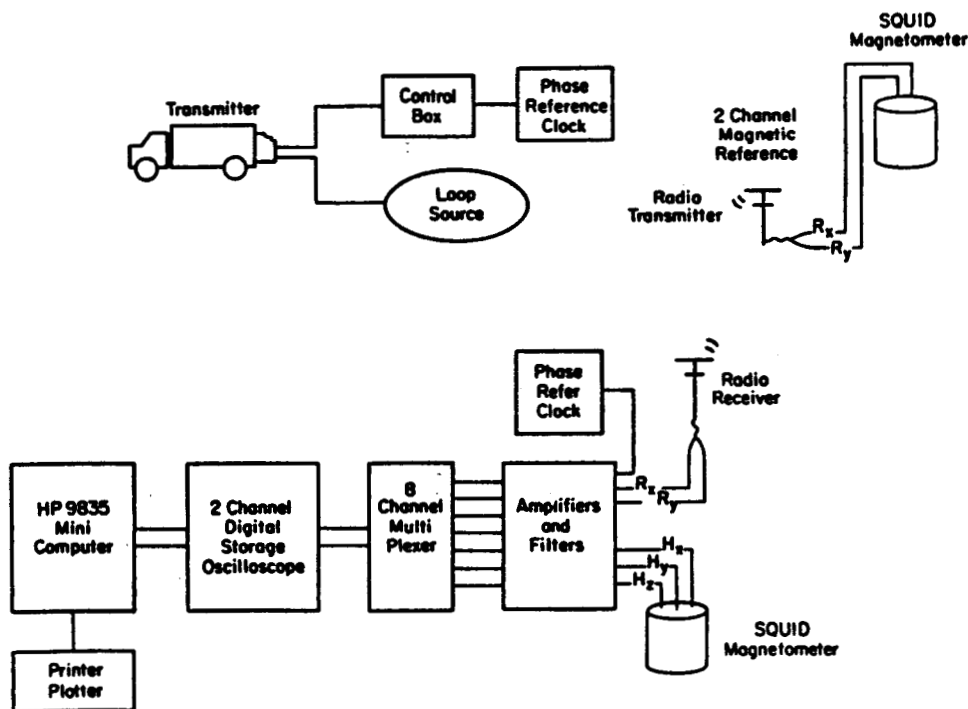 SQUID
Magnetometer
Transmitter
Control
Box
Phase
Reference
Clock
2 Channel
Magnetic
Reference
Loop
Source
Radio
Transmitter
Rx
Ry
Phase
Refer
Clock
Radio
Receiver
HP 9835
Mini
Computer
2 Channel
Digital
Storage
Oscilloscope
8
Channel
Multi
Plexer
Amplifiers
and
Filters
Rx
Ry
Hx
Hy
Hz
SQUID
Magnetometer
Printer
Plotter